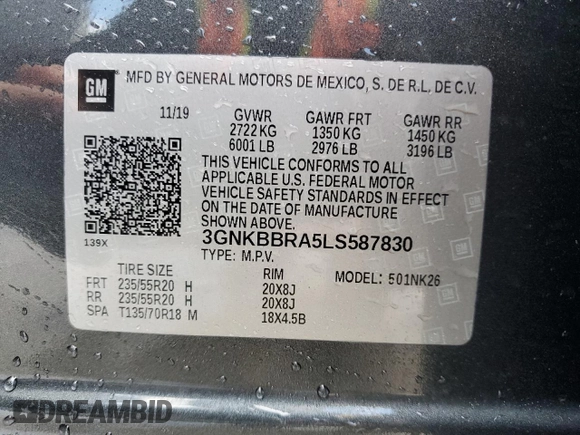 GM
MFD BY GENERAL MOTORS DE MEXICO, S. DE R.L. DE C.V.
11/19 GVWR GAWR FRT GAWR RR
2722 KG 1350 KG 1450 KG
6001 LB 2976 LB 3196 LB
THIS VEHICLE CONFORMS TO ALL
APPLICABLE U.S. FEDERAL MOTOR
VEHICLE SAFETY STANDARDS IN EFFECT
ON THE DATE OF MANUFACTURE
SHOWN ABOVE.
139X
3GNKBBRA5LS587830
TYPE: M.P.V.
TIRE SIZE RIM MODEL: 501NK26
FRT 235/55R20 H 20X8J
RR 235/55R20 H 20X8J
SPA T135/70R18 M 18X4.5B
DREAMBID